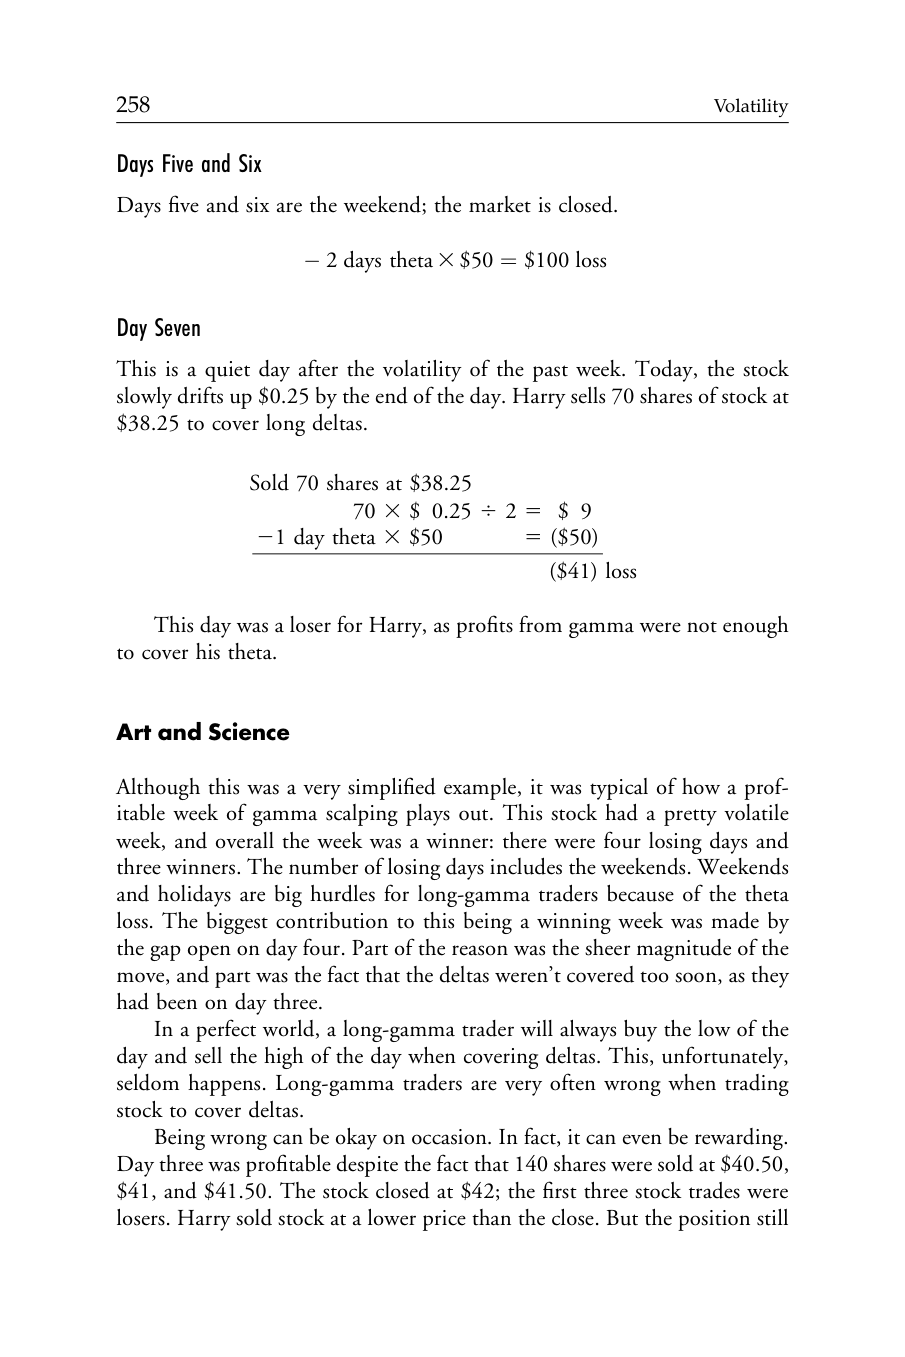 258 Volatility
Days Five and Six
Days five and six are the weekend; the market is closed.
− 2 days theta × $50 = $100 loss
Day Seven
This is a quiet day after the volatility of the past week. Today, the stock
slowly drifts up $0.25 by the end of the day. Harry sells 70 shares of stock at
$38.25 to cover long deltas.
Sold 70 shares at $38.25
70 × $ 0.25 ÷ 2 = $ 9
−1 day theta × $50 = ($50)
($41) loss
This day was a loser for Harry, as profits from gamma were not enough
to cover his theta.
Art and Science
Although this was a very simplified example, it was typical of how a prof-
itable week of gamma scalping plays out. This stock had a pretty volatile
week, and overall the week was a winner: there were four losing days and
three winners. The number of losing days includes the weekends. Weekends
and holidays are big hurdles for long-gamma traders because of the theta
loss. The biggest contribution to this being a winning week was made by
the gap open on day four. Part of the reason was the sheer magnitude of the
move, and part was the fact that the deltas weren’t covered too soon, as they
had been on day three.
In a perfect world, a long-gamma trader will always buy the low of the
day and sell the high of the day when covering deltas. This, unfortunately,
seldom happens. Long-gamma traders are very often wrong when trading
stock to cover deltas.
Being wrong can be okay on occasion. In fact, it can even be rewarding.
Day three was profitable despite the fact that 140 shares were sold at $40.50,
$41, and $41.50. The stock closed at $42; the first three stock trades were
losers. Harry sold stock at a lower price than the close. But the position still